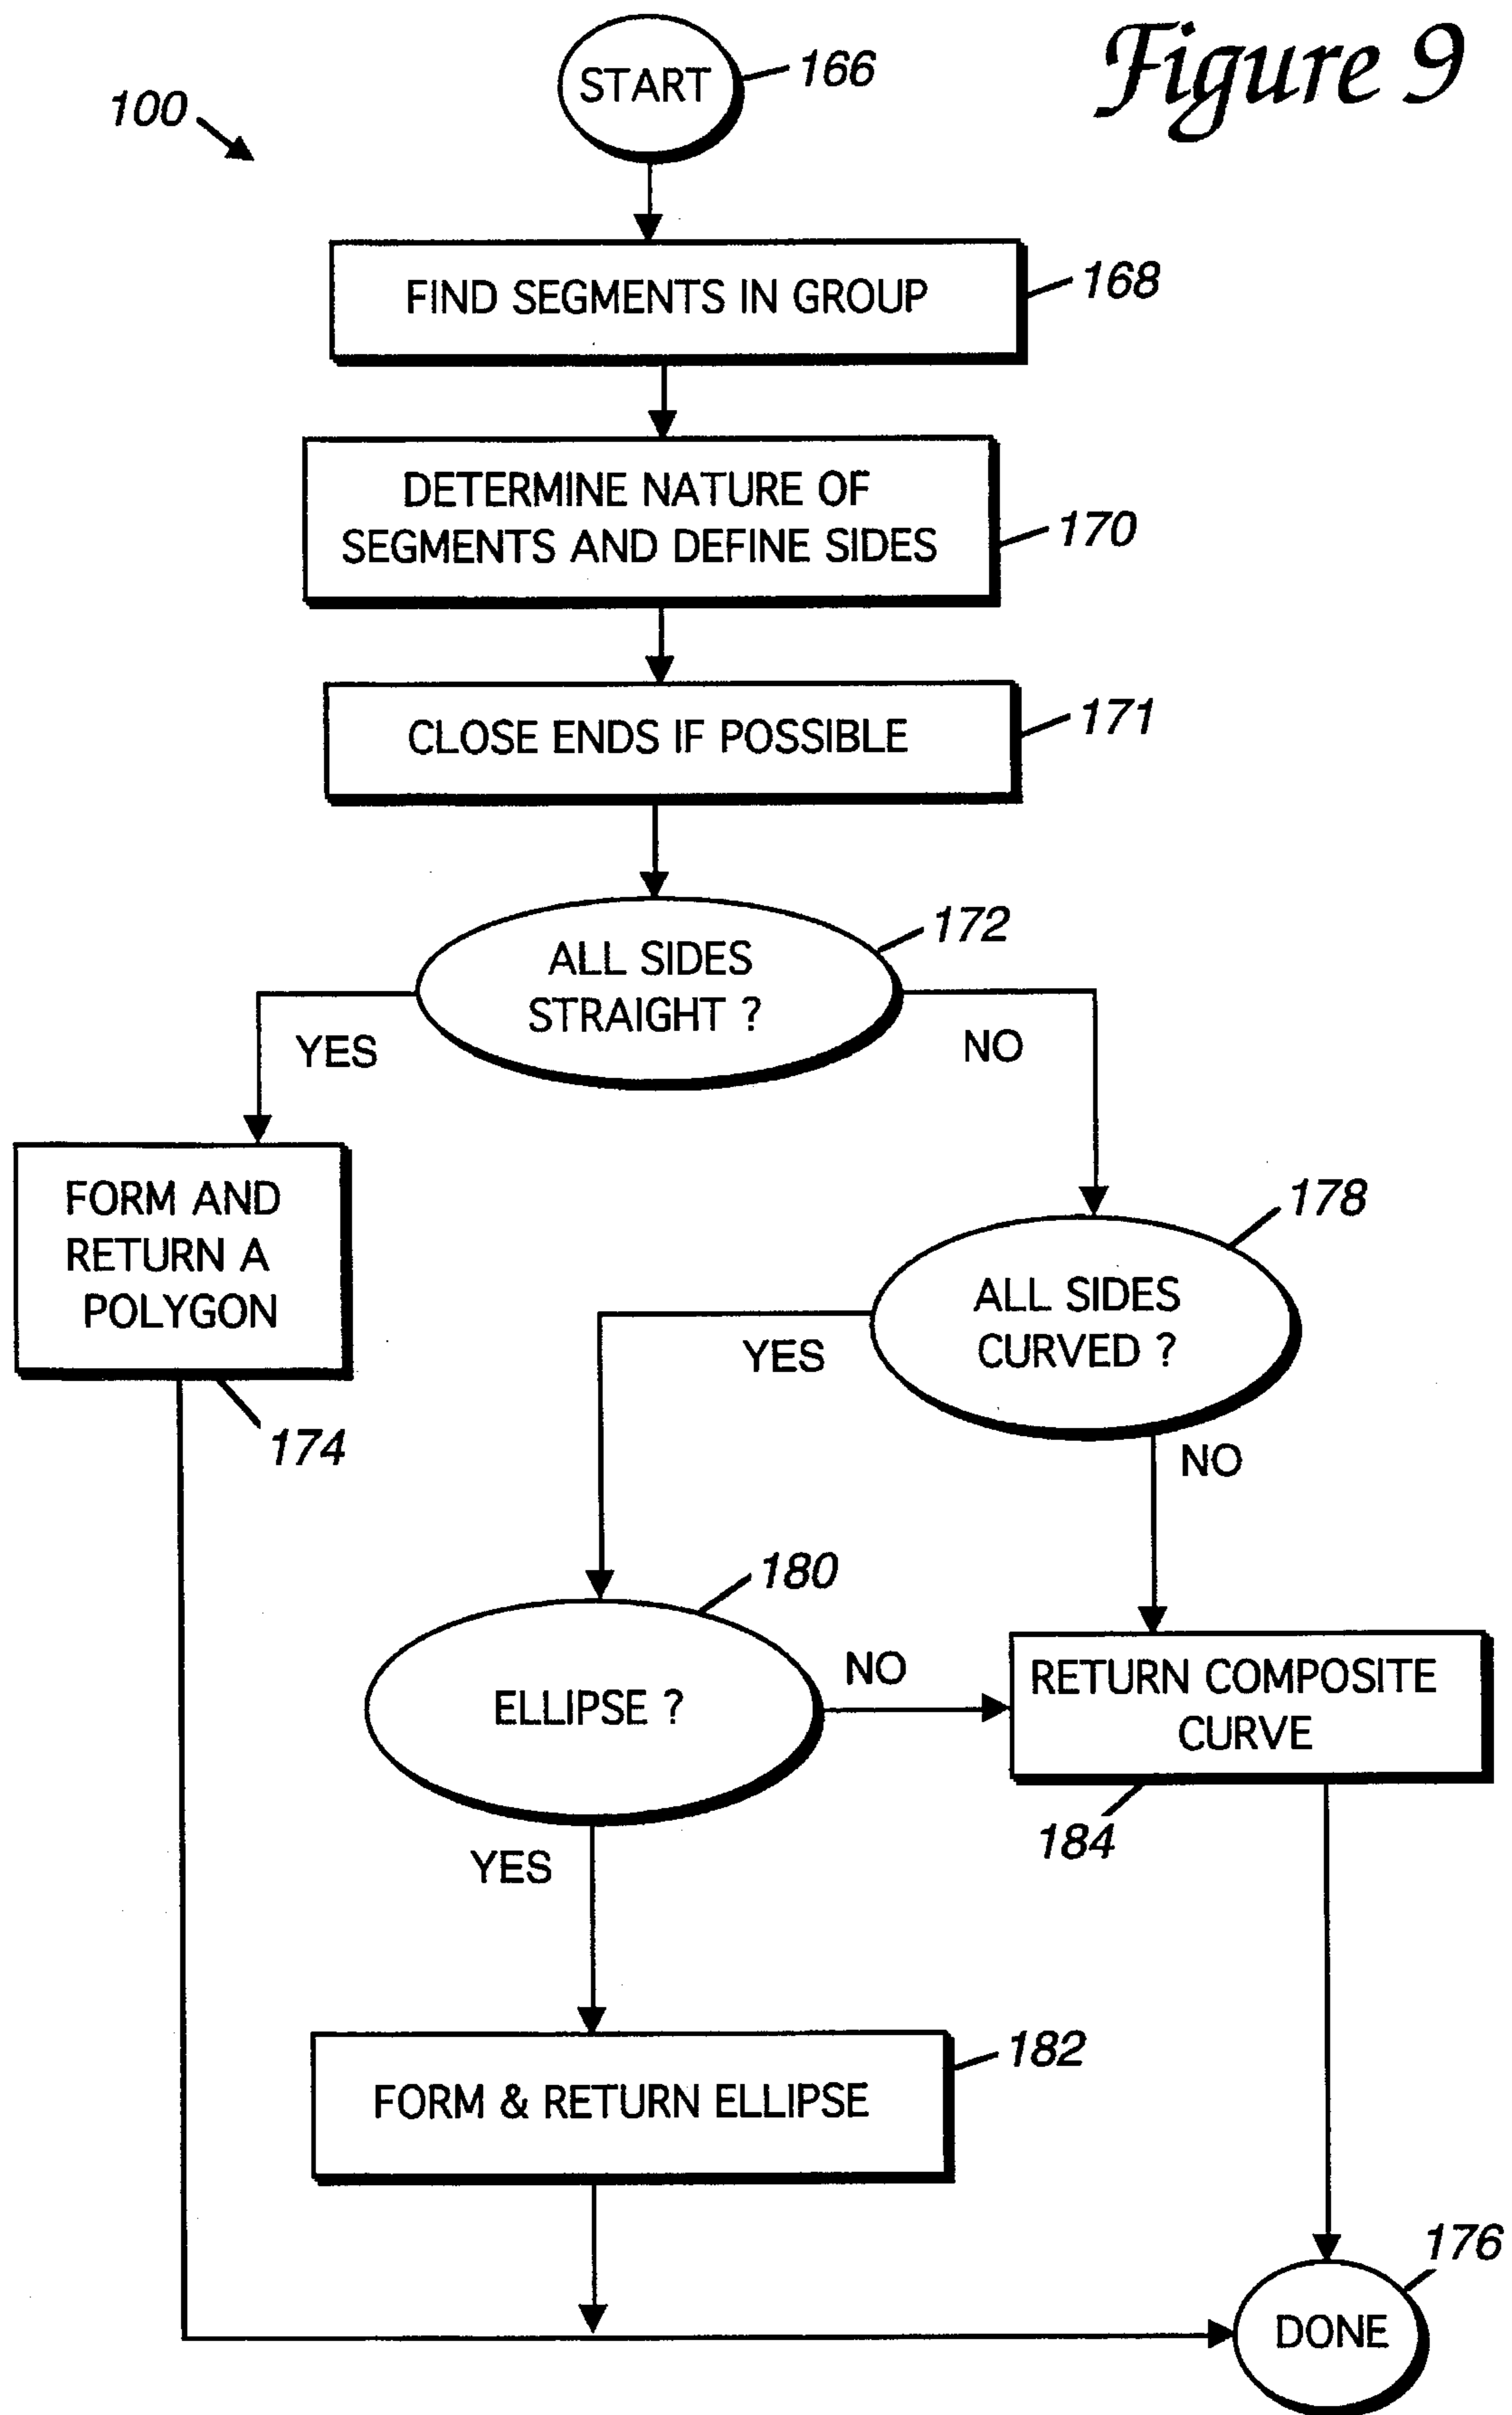 Figure 9
100
START
166
FIND SEGMENTS IN GROUP
168
DETERMINE NATURE OF
SEGMENTS AND DEFINE SIDES
170
CLOSE ENDS IF POSSIBLE
171
ALL SIDES
STRAIGHT ?
172
YES
NO
FORM AND
RETURN A
POLYGON
174
ALL SIDES
CURVED ?
178
YES
NO
ELLIPSE ?
180
NO
YES
RETURN COMPOSITE
CURVE
184
FORM & RETURN ELLIPSE
182
DONE
176